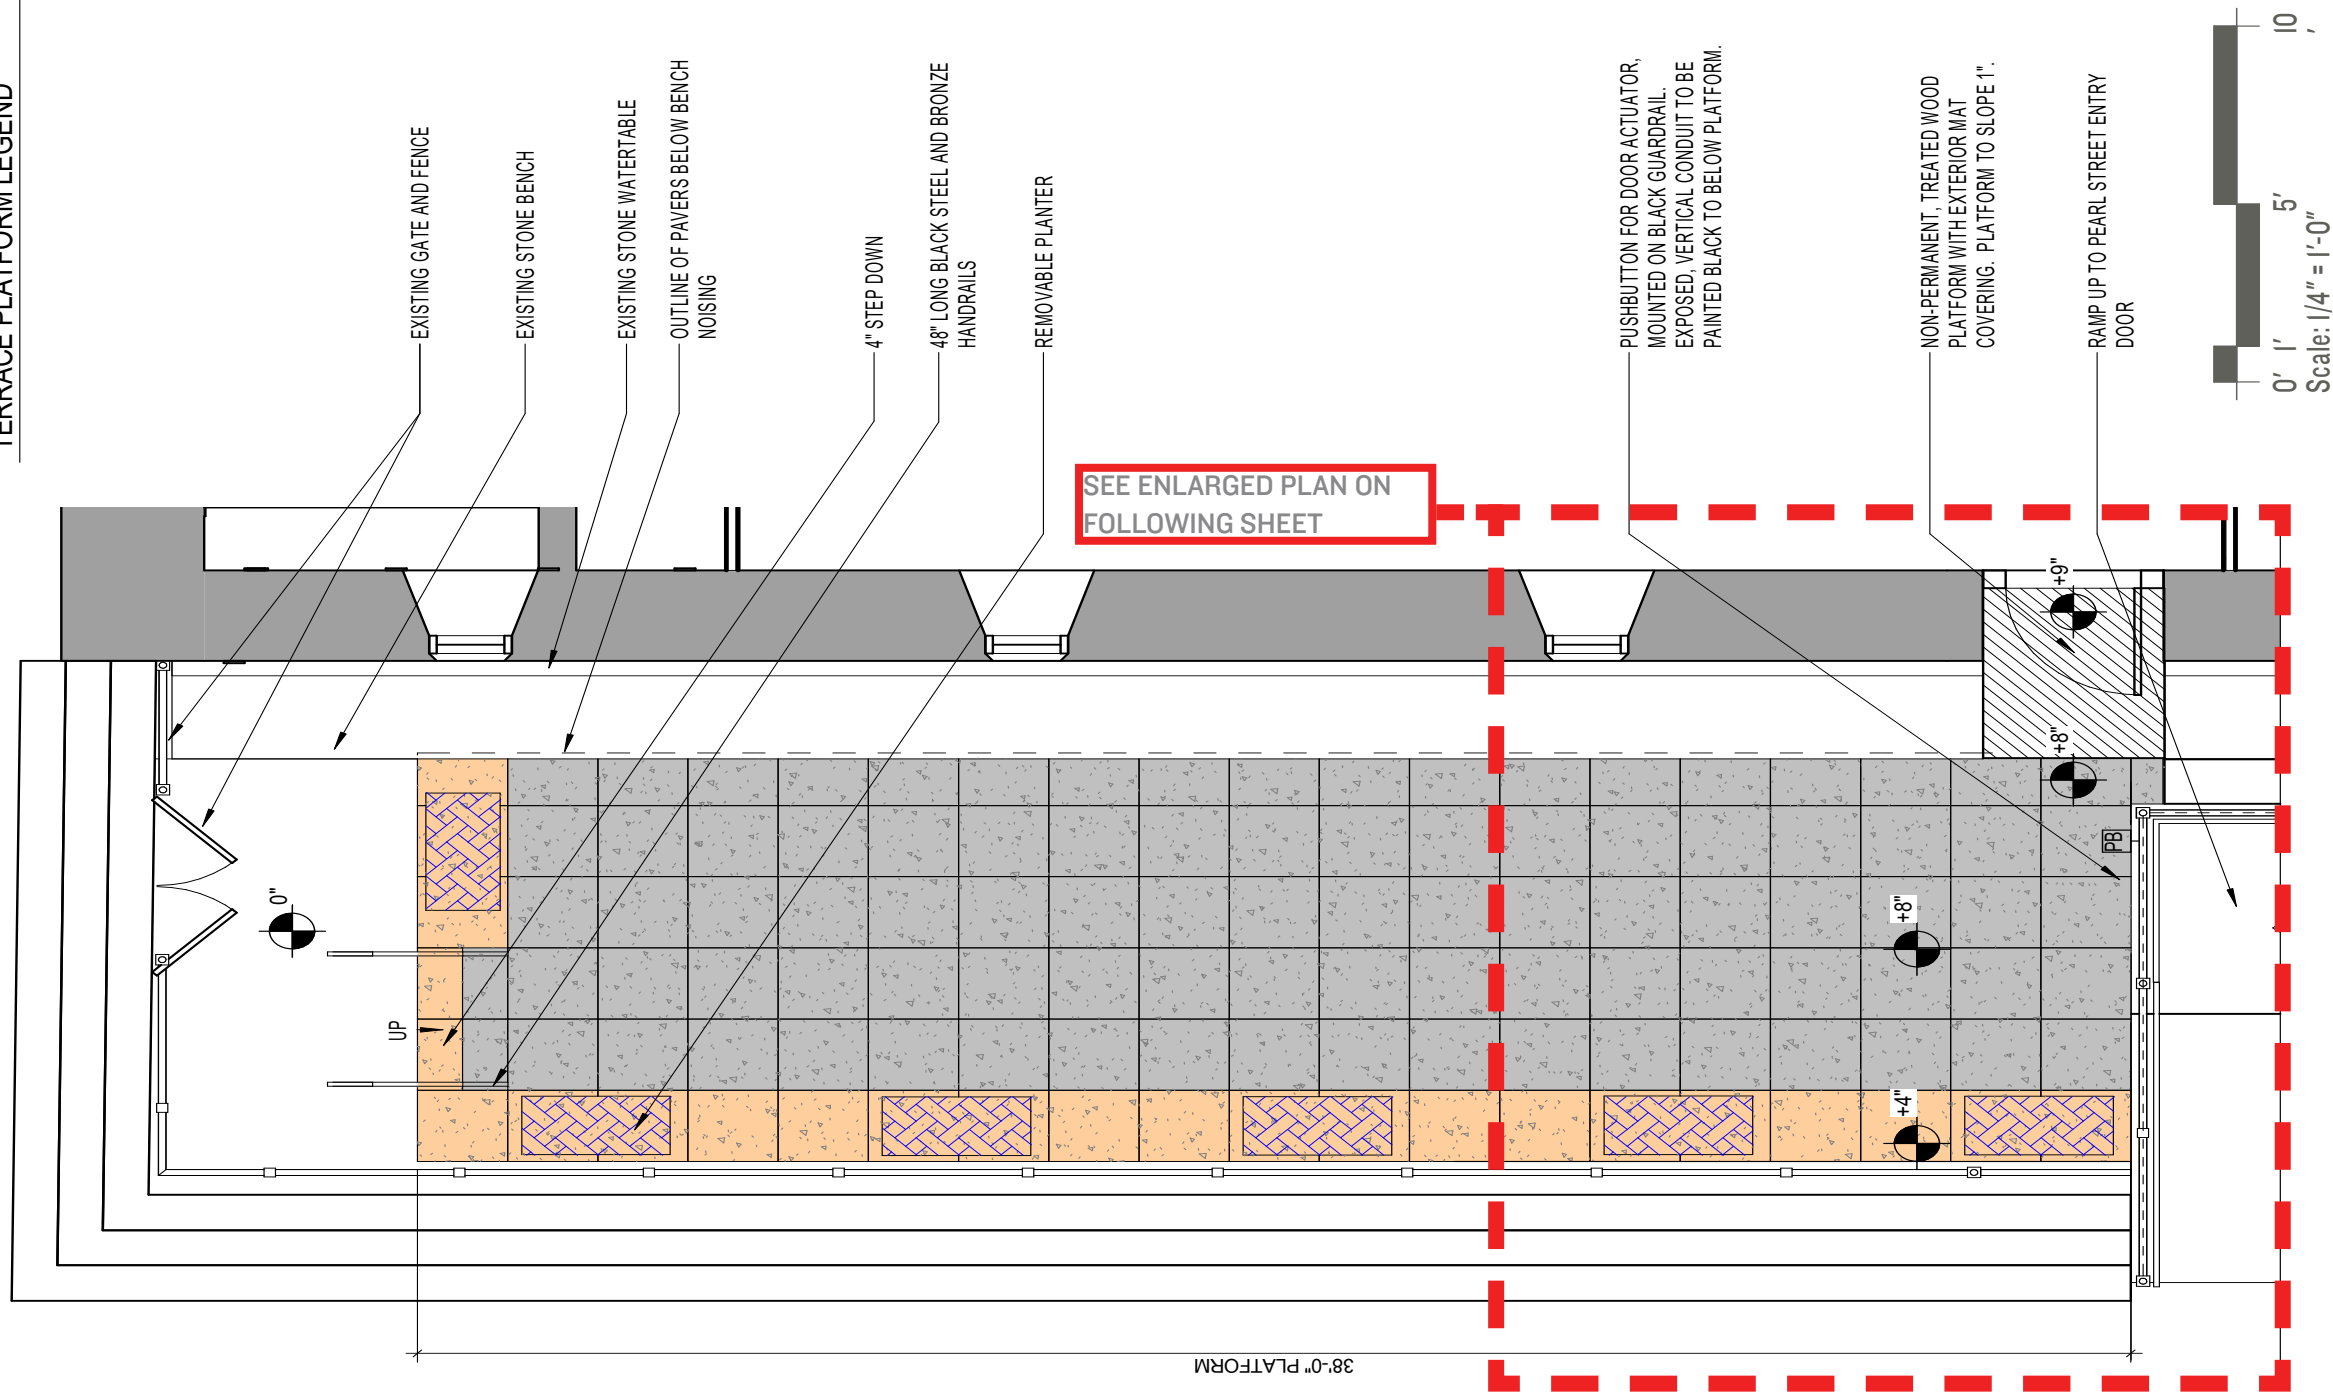 TERRACE PLATFORM LEGEND
EXISTING GATE AND FENCE
EXISTING STONE BENCH
EXISTING STONE WATERTABLE
OUTLINE OF PAVERS BELOW BENCH
NOISING
4" STEP DOWN
48" LONG BLACK STEEL AND BRONZE
HANDRAILS
REMOVABLE PLANTER
PUSHBUTTON FOR DOOR ACTUATOR,
MOUNTED ON BLACK GUARDRAIL.
EXPOSED, VERTICAL CONDUIT TO BE
PAINTED BLACK TO BELOW PLATFORM.
NON-PERMANENT, TREATED WOOD
PLATFORM WITH EXTERIOR MAT
COVERING. PLATFORM TO SLOPE 1".
RAMP UP TO PEARL STREET ENTRY
DOOR
0' 1' 5' 10'
Scale: 1/4" = 1'-0"
SEE ENLARGED PLAN ON
FOLLOWING SHEET
0"
UP
+9"
+8"
+8"
+4"
PB
38'-0" PLATFORM